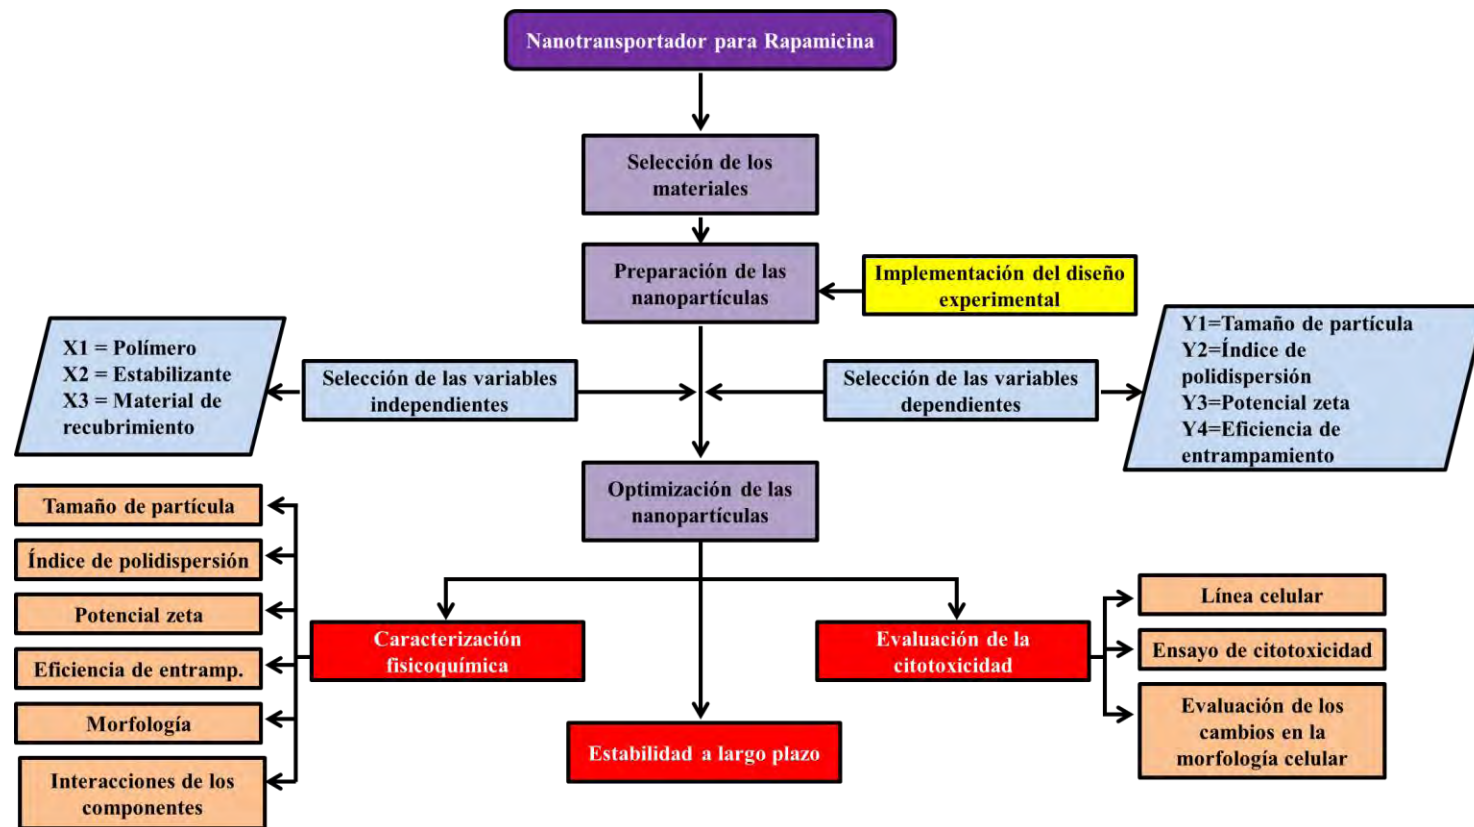 Nanotransportador para Rapamicina
Selección de los
materiales
Preparación de las
nanopartículas
Implementación del diseño
experimental
X1 = Polímero
X2 = Estabilizante
X3 = Material de
recubrimiento
Selección de las variables
independientes
Selección de las variables
dependientes
Y1=Tamaño de partícula
Y2=Índice de
polidispersión
Y3=Potencial zeta
Y4=Eficiencia de
entrampamiento
Optimización de las
nanopartículas
Tamaño de partícula
Índice de polidispersión
Potencial zeta
Eficiencia de entramp.
Morfología
Interacciones de los
componentes
Caracterización
fisicoquímica
Estabilidad a largo plazo
Evaluación de la
citotoxicidad
Línea celular
Ensayo de citotoxicidad
Evaluación de los
cambios en la
morfología celular